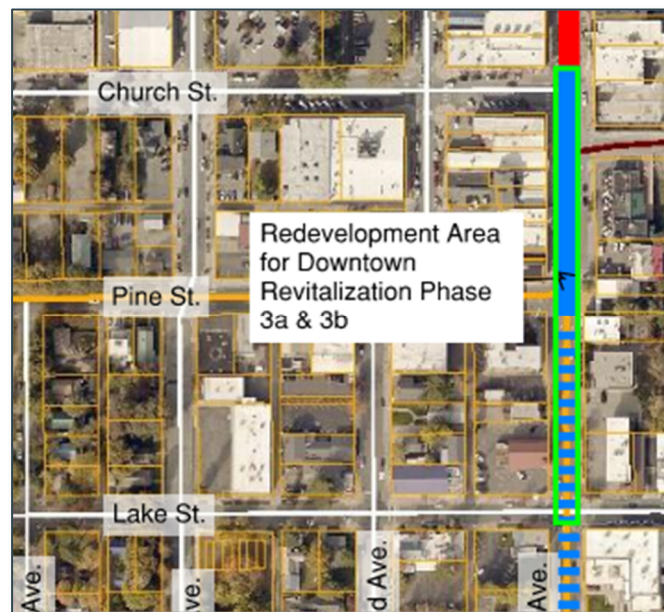 Church St.
Redevelopment Area
for Downtown
Revitalization Phase
3a & 3b
Pine St.
Lake St.
Ave.
Ave.
d Ave.
Ave.